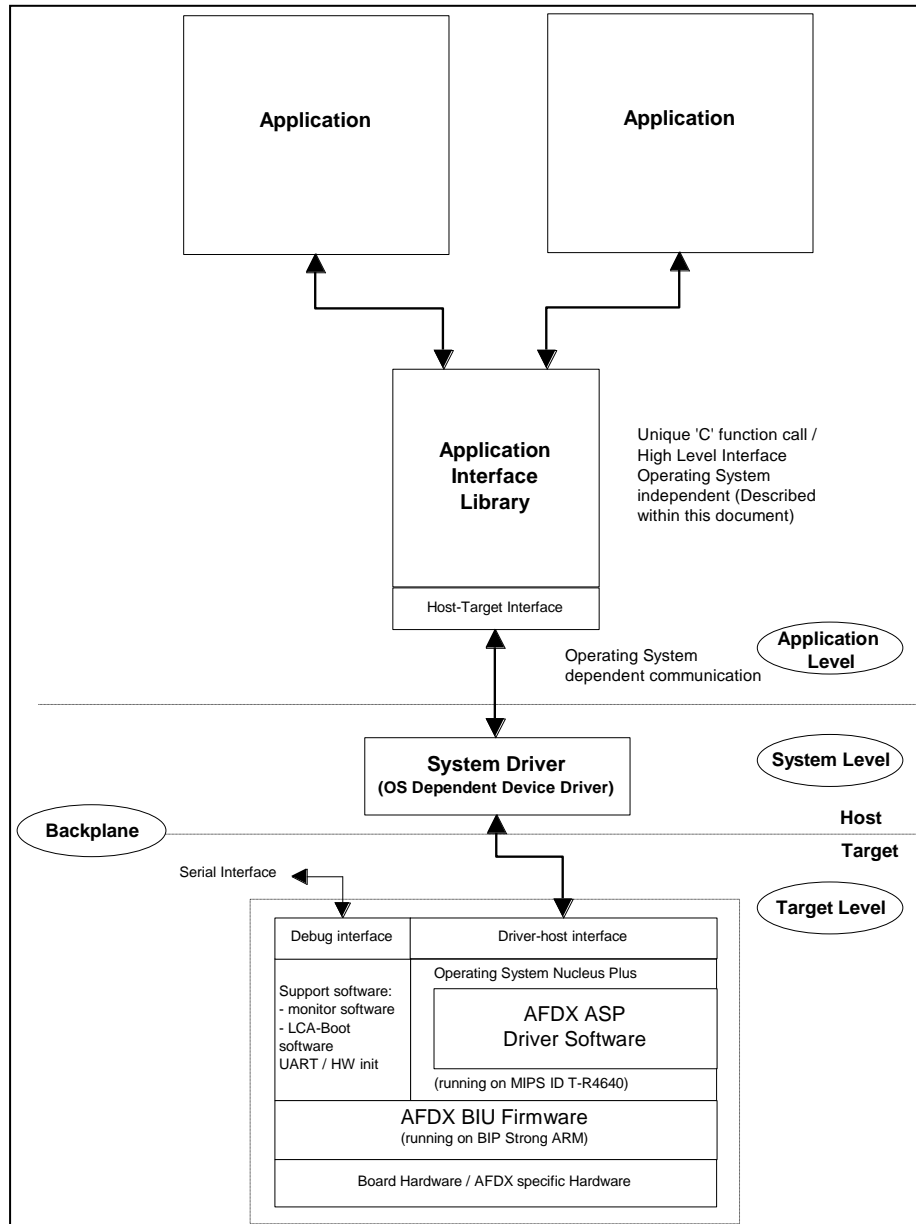 Application
Application
Application
Interface
Library
Unique 'C' function call /
High Level Interface
Operating System
independent (Described
within this document)
Host-Target Interface
Operating System
dependent communication
Application
Level
System Driver
(OS Dependent Device Driver)
System Level
Host
Backplane
Target
Serial Interface
Target Level
Debug interface
Driver-host interface
Support software:
- monitor software
- LCA-Boot
software
UART / HW init
Operating System Nucleus Plus
AFDX ASP
Driver Software
(running on MIPS ID T-R4640)
AFDX BIU Firmware
(running on BIP Strong ARM)
Board Hardware / AFDX specific Hardware